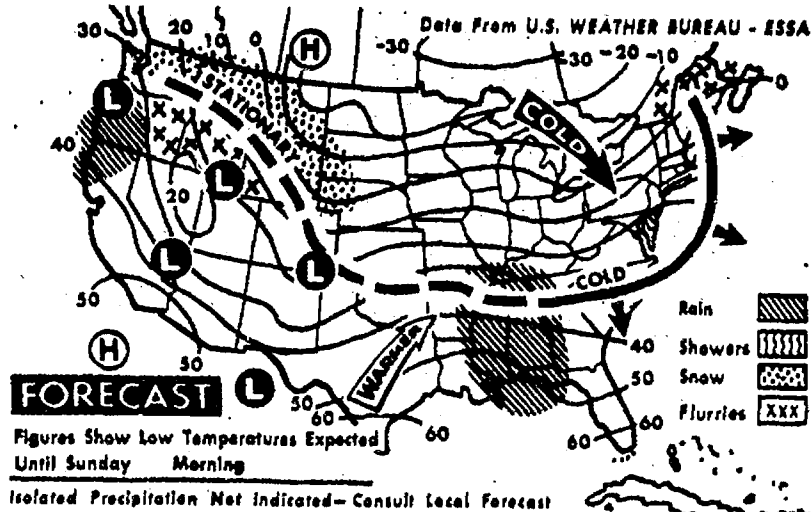 Data From U.S. WEATHER BUREAU - ESSA
30
20
10
0
H
-30
-30
-20
-10
0
STATIONARY
COLD
L
40
20
L
L
L
COLD
50
Rain
H
50
WARMER
40
Showers
FORECAST
L
50
60
60
50
Snow
60
60
Flurries
XXX
Figures Show Low Temperatures Expected
Until Sunday Morning
Isolated Precipitation Not Indicated— Consult Local Forecast